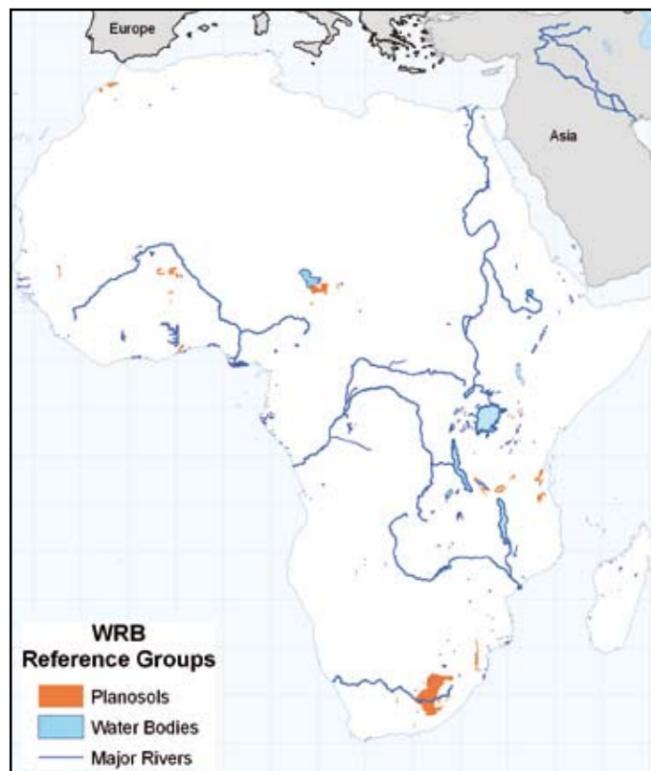 Europe
Asia
WRB
Reference Groups
Planosols
Water Bodies
Major Rivers